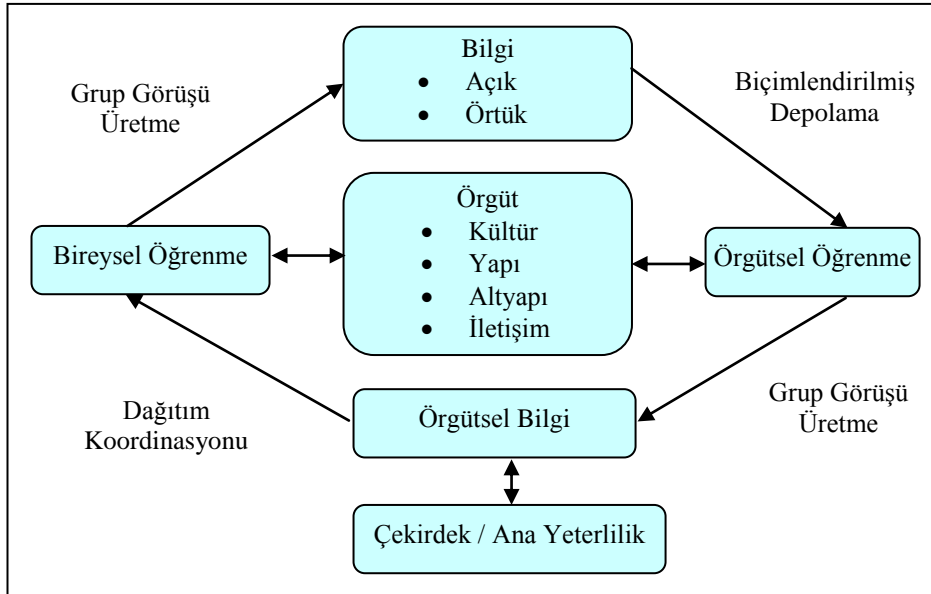 Bilgi
• Açık
• Örtük
Grup Görüşü
Üretme
Biçimlendirilmiş
Depolama
Örgüt
• Kültür
• Yapı
• Altyapı
• İletişim
Bireysel Öğrenme
Örgütsel Öğrenme
Dağıtım
Koordinasyonu
Örgütsel Bilgi
Grup Görüşü
Üretme
Çekirdek / Ana Yeterlilik